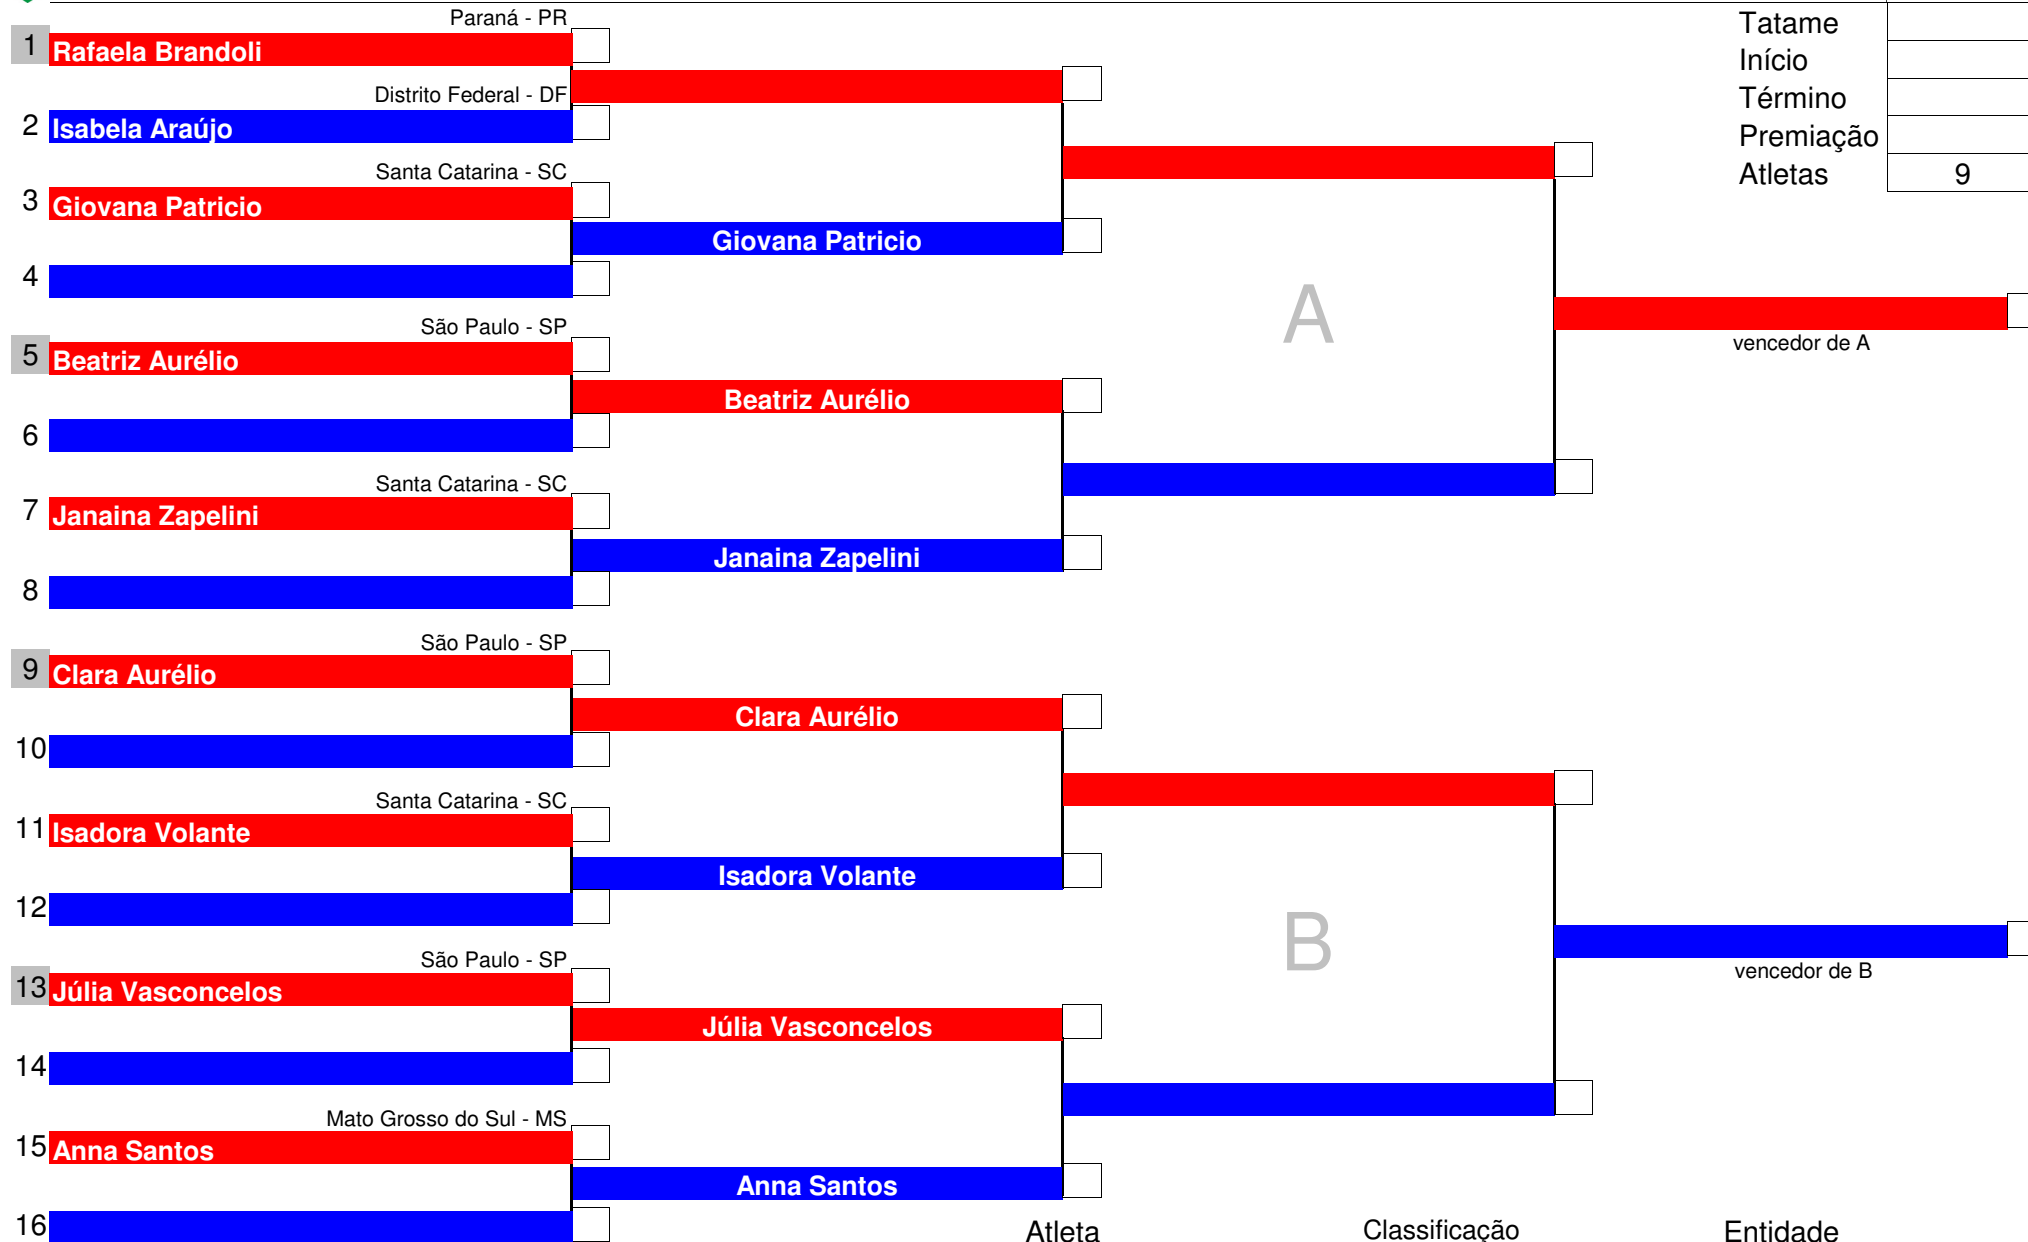 Paraná - PR
1 Rafaela Brandoli
Distrito Federal - DF
2 Isabela Araújo
Santa Catarina - SC
3 Giovana Patricio
Giovana Patricio
4
São Paulo - SP
5 Beatriz Aurélio
Beatriz Aurélio
6
Santa Catarina - SC
7 Janaina Zapelini
Janaina Zapelini
8
São Paulo - SP
9 Clara Aurélio
Clara Aurélio
10
Santa Catarina - SC
11 Isadora Volante
Isadora Volante
12
São Paulo - SP
13 Júlia Vasconcelos
Júlia Vasconcelos
14
Mato Grosso do Sul - MS
15 Anna Santos
Anna Santos
16
A
B
Tatame
Início
Término
Premiação
Atletas 9
vencedor de A
vencedor de B
Atleta Classificação Entidade